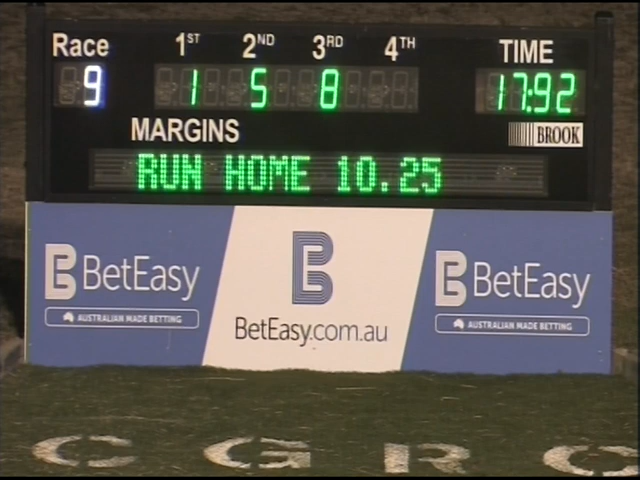 Race 1ST 2ND 3RD 4TH TIME
9 1 5 8 17:92
MARGINS BROOK
RUN HOME 10.25
BetEasy
AUSTRALIAN MADE BETTING
B
BetEasy.com.au
BetEasy
AUSTRALIAN MADE BETTING
C G R C